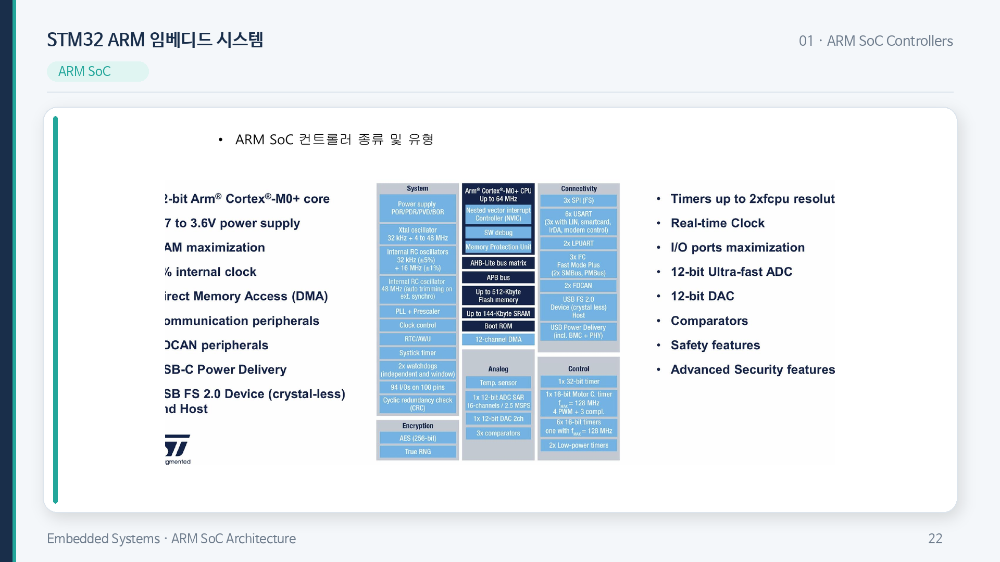 STM32 ARM 임베디드 시스템
01 · ARM SoC Controllers
ARM SoC
• ARM SoC 컨트롤러 종류 및 유형
2-bit Arm® Cortex®-M0+ core
7 to 3.6V power supply
AM maximization
% internal clock
irect Memory Access (DMA)
ommunication peripherals
DCAN peripherals
SB-C Power Delivery
SB FS 2.0 Device (crystal-less)
nd Host
gmented
System
Power supply
POR/PDR/PVD/BOR
Xtal oscillator
32 kHz + 4 to 48 MHz
Internal RC oscillators
32 kHz (±5%)
+ 16 MHz (±1%)
Internal RC oscillator
48 MHz (auto trimming on
ext. synchro)
PLL + Prescaler
Clock control
RTC/AWU
Systick timer
2x watchdogs
(independent and window)
94 I/Os on 100 pins
Cyclic redundancy check
(CRC)
Encryption
AES (256-bit)
True RNG
Arm® Cortex®-M0+ CPU
Up to 64 MHz
Nested vector interrupt
Controller (NVIC)
SW debug
Memory Protection Unit
AHB-Lite bus matrix
APB bus
Up to 512-Kbyte
Flash memory
Up to 144-Kbyte SRAM
Boot ROM
12-channel DMA
Analog
Temp. sensor
1x 12-bit ADC SAR
16-channels / 2.5 MSPS
1x 12-bit DAC 2ch
3x comparators
Connectivity
3x SPI (I²S)
6x USART
(3x with LIN, smartcard,
IrDA, modem control)
2x LPUART
3x I²C
Fast Mode Plus
(2x SMBus, PMBus)
2x FDCAN
USB FS 2.0
Device (crystal less)
Host
USB Power Delivery
(incl. BMC + PHY)
Control
1x 32-bit timer
1x 16-bit Motor C. timer
fMAX = 128 MHz
4 PWM + 3 compl.
6x 16-bit timers
one with fMAX = 128 MHz
2x Low-power timers
• Timers up to 2xfcpu resolut
• Real-time Clock
• I/O ports maximization
• 12-bit Ultra-fast ADC
• 12-bit DAC
• Comparators
• Safety features
• Advanced Security features
Embedded Systems · ARM SoC Architecture
22